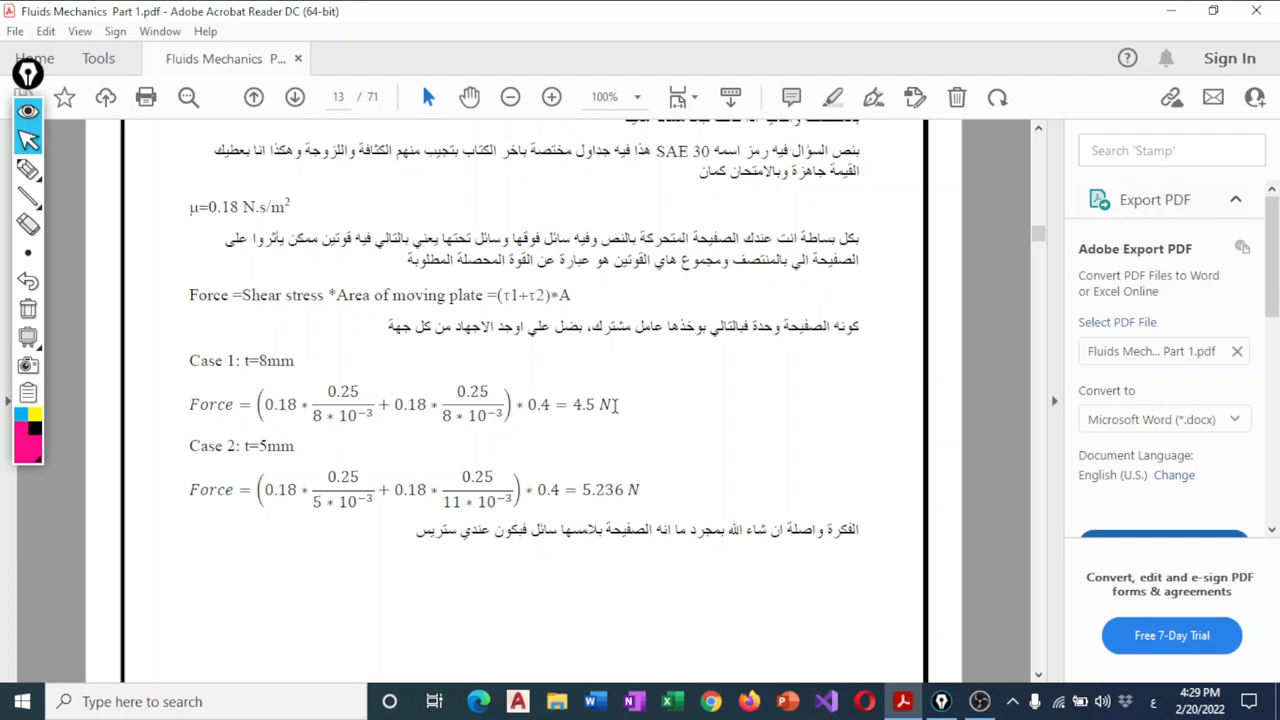 Fluids Mechanics Part 1.pdf - Adobe Acrobat Reader DC (64-bit)
File Edit View Sign Window Help
Home Tools Fluids Mechanics P... × Sign In
13 / 71 100%
بنص السؤال فيه رمز اسمه SAE 30 هذا فيه جداول مختصة باخر الكتاب بتجيب منهم الكثافة واللزوجة وهكذا انا بعطيك
القيمة جاهزة وبالامتحان كمان
μ=0.18 N.s/m²
بكل بساطة انت عندك الصفيحة المتحركة بالنص وفيه سائل فوقها وسائل تحتها يعني بالتالي فيه قوتين ممكن يأثروا على
الصفيحة الي بالمنتصف ومجموع هاي القوتين هو عبارة عن القوة المحصلة المطلوبة
Force =Shear stress *Area of moving plate =(τ1+τ2)*A
كونه الصفيحة وحدة فبالتالي بوخذها عامل مشترك، بضل علي اوجد الاجهاد من كل جهة
Case 1: t=8mm
Force = (0.18 * 0.25 / 8 * 10⁻³ + 0.18 * 0.25 / 8 * 10⁻³) * 0.4 = 4.5 N
Case 2: t=5mm
Force = (0.18 * 0.25 / 5 * 10⁻³ + 0.18 * 0.25 / 11 * 10⁻³) * 0.4 = 5.236 N
الفكرة واصلة ان شاء الله بمجرد ما انه الصفيحة بلامسها سائل فبكون عندي ستريس
Search 'Stamp'
Export PDF
Adobe Export PDF
Convert PDF Files to Word
or Excel Online
Select PDF File
Fluids Mech... Part 1.pdf ×
Convert to
Microsoft Word (*.docx)
Document Language:
English (U.S.) Change
Convert, edit and e-sign PDF
forms & agreements
Free 7-Day Trial
Type here to search
ع
4:29 PM
2/20/2022